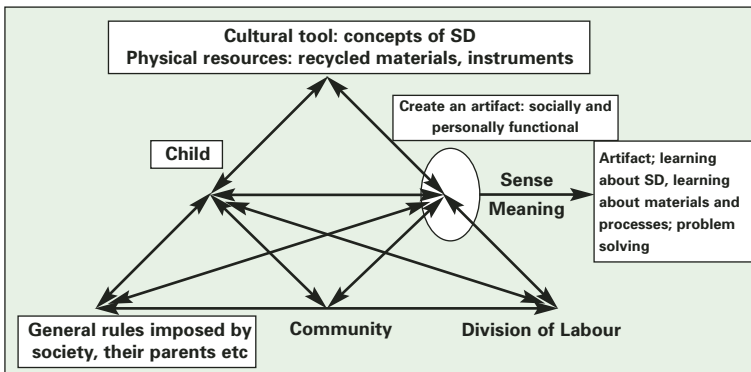 Cultural tool: concepts of SD
Physical resources: recycled materials, instruments
Create an artifact: socially and
personally functional
Child
Artifact; learning
about SD, learning
about materials and
processes; problem
solving
Sense
Meaning
General rules imposed by
society, their parents etc
Community
Division of Labour